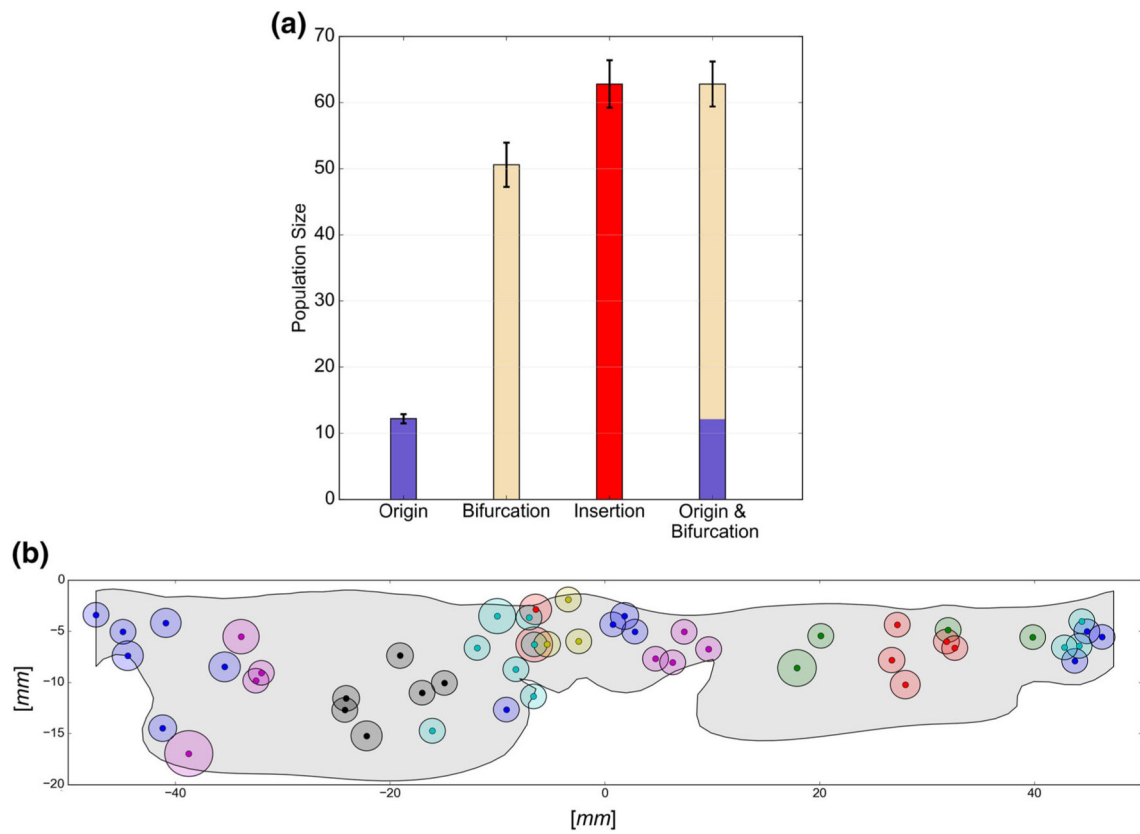 (a)
70
60
50
40
30
20
10
0
Population Size
Origin Bifurcation Insertion Origin &
Bifurcation
(b)
0
−5
−10
−15
−20
[mm]
−40 −20 0 20 40
[mm]